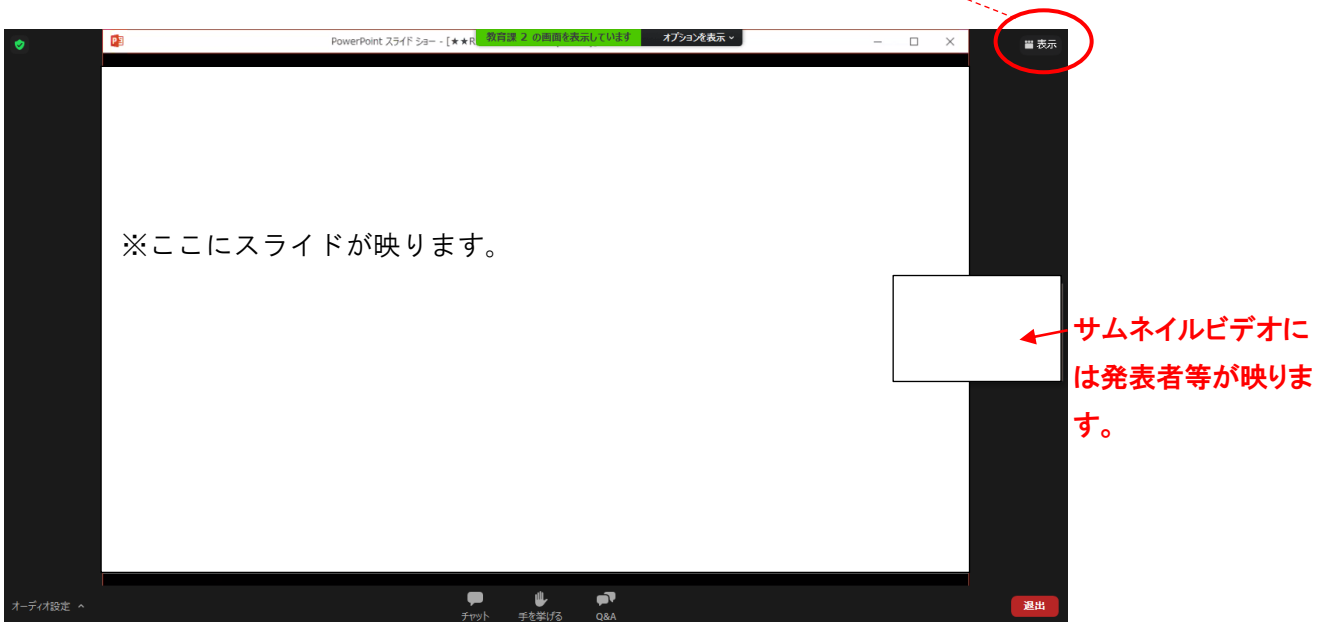 PowerPoint スライド ショー - [★★R
教育課 2 の画面を表示しています
オプションを表示
表示
※ここにスライドが映ります。
サムネイルビデオに
は発表者等が映りま
す。
オーディオ設定
チャット
手を挙げる
Q&A
退出